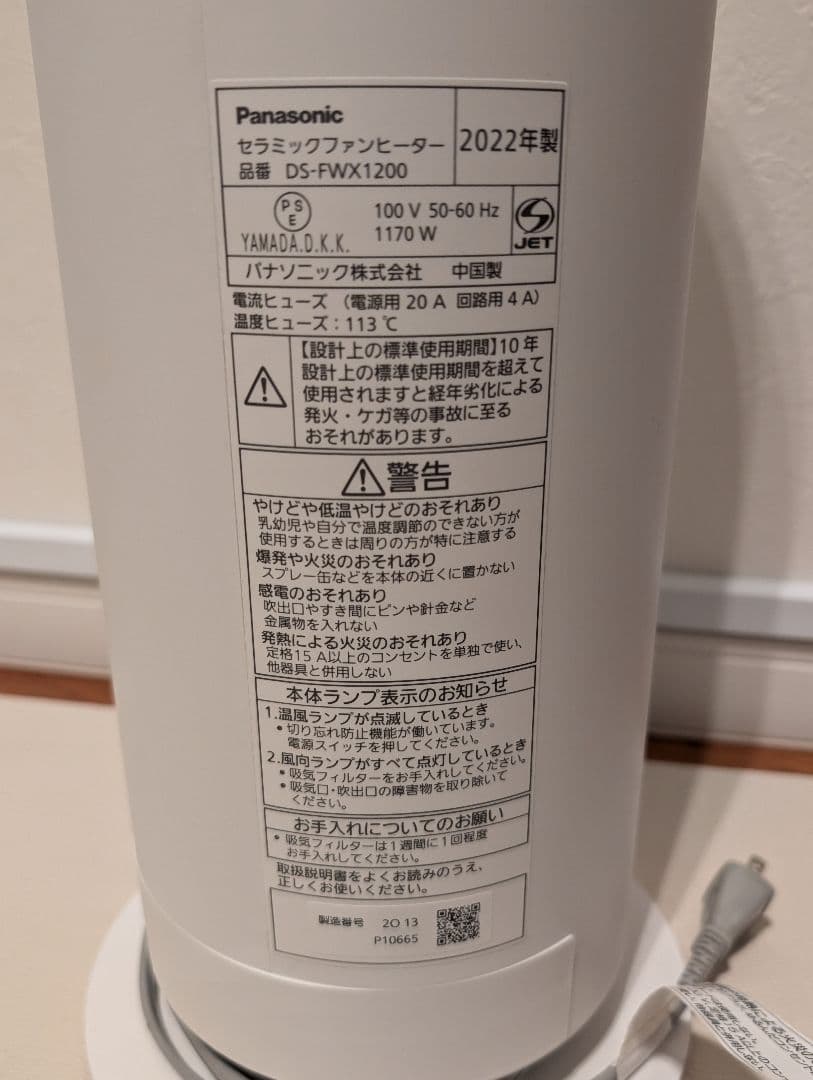 Panasonic
セラミックファンヒーター
品番 DS-FWX1200
2022年製
PSE
YAMADA.D.K.K.
100 V 50-60 Hz
1170 W
JET
パナソニック株式会社 中国製
電流ヒューズ (電源用 20 A 回路用 4 A)
温度ヒューズ:113 ℃
【設計上の標準使用期間】10 年
設計上の標準使用期間を超えて
使用されますと経年劣化による
発火・ケガ等の事故に至る
おそれがあります。
警告
やけどや低温やけどのおそれあり
乳幼児や自分で温度調節のできない方が
使用するときは周りの方が特に注意する
爆発や火災のおそれあり
スプレー缶などを本体の近くに置かない
感電のおそれあり
吹出口やすき間にピンや針金など
金属物を入れない
発熱による火災のおそれあり
定格15 A以上のコンセントを単独で使い、
他器具と併用しない
本体ランプ表示のお知らせ
1.温風ランプが点滅しているとき
•切り忘れ防止機能が働いています。
電源スイッチを押してください。
2.風向ランプがすべて点灯しているとき
•吸気フィルターをお手入れしてください。
•吸気口・吹出口の障害物を取り除いて
ください。
お手入れについてのお願い
•吸気フィルターは1週間に1回程度
お手入れしてください。
取扱説明書をよくお読みのうえ、
正しくお使いください。
2O 13
P10665